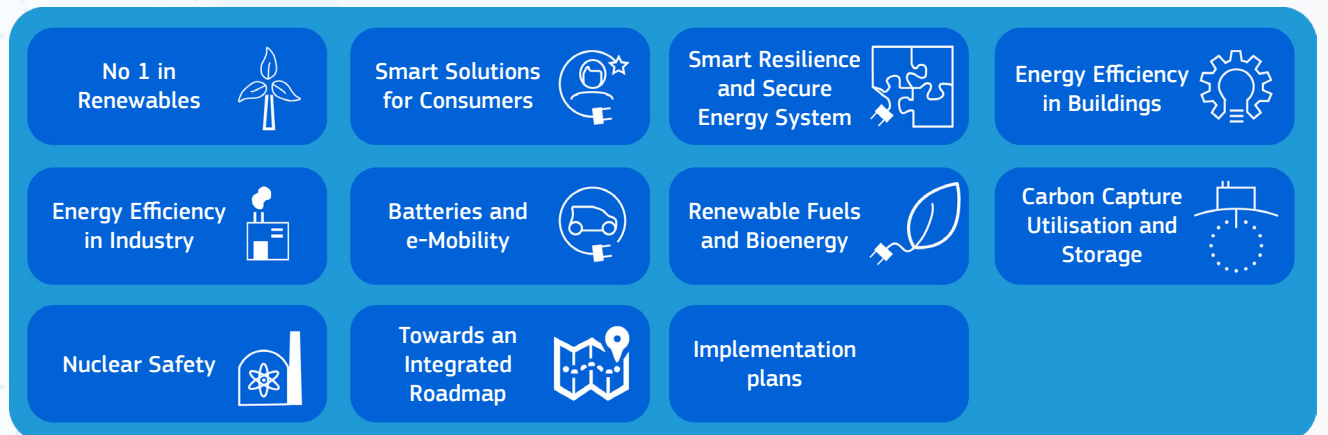 No 1 in
Renewables
Smart Solutions
for Consumers
Smart Resilience
and Secure
Energy System
Energy Efficiency
in Buildings
Energy Efficiency
in Industry
Batteries and
e-Mobility
Renewable Fuels
and Bioenergy
Carbon Capture
Utilisation and
Storage
Nuclear Safety
Towards an
Integrated
Roadmap
Implementation
plans